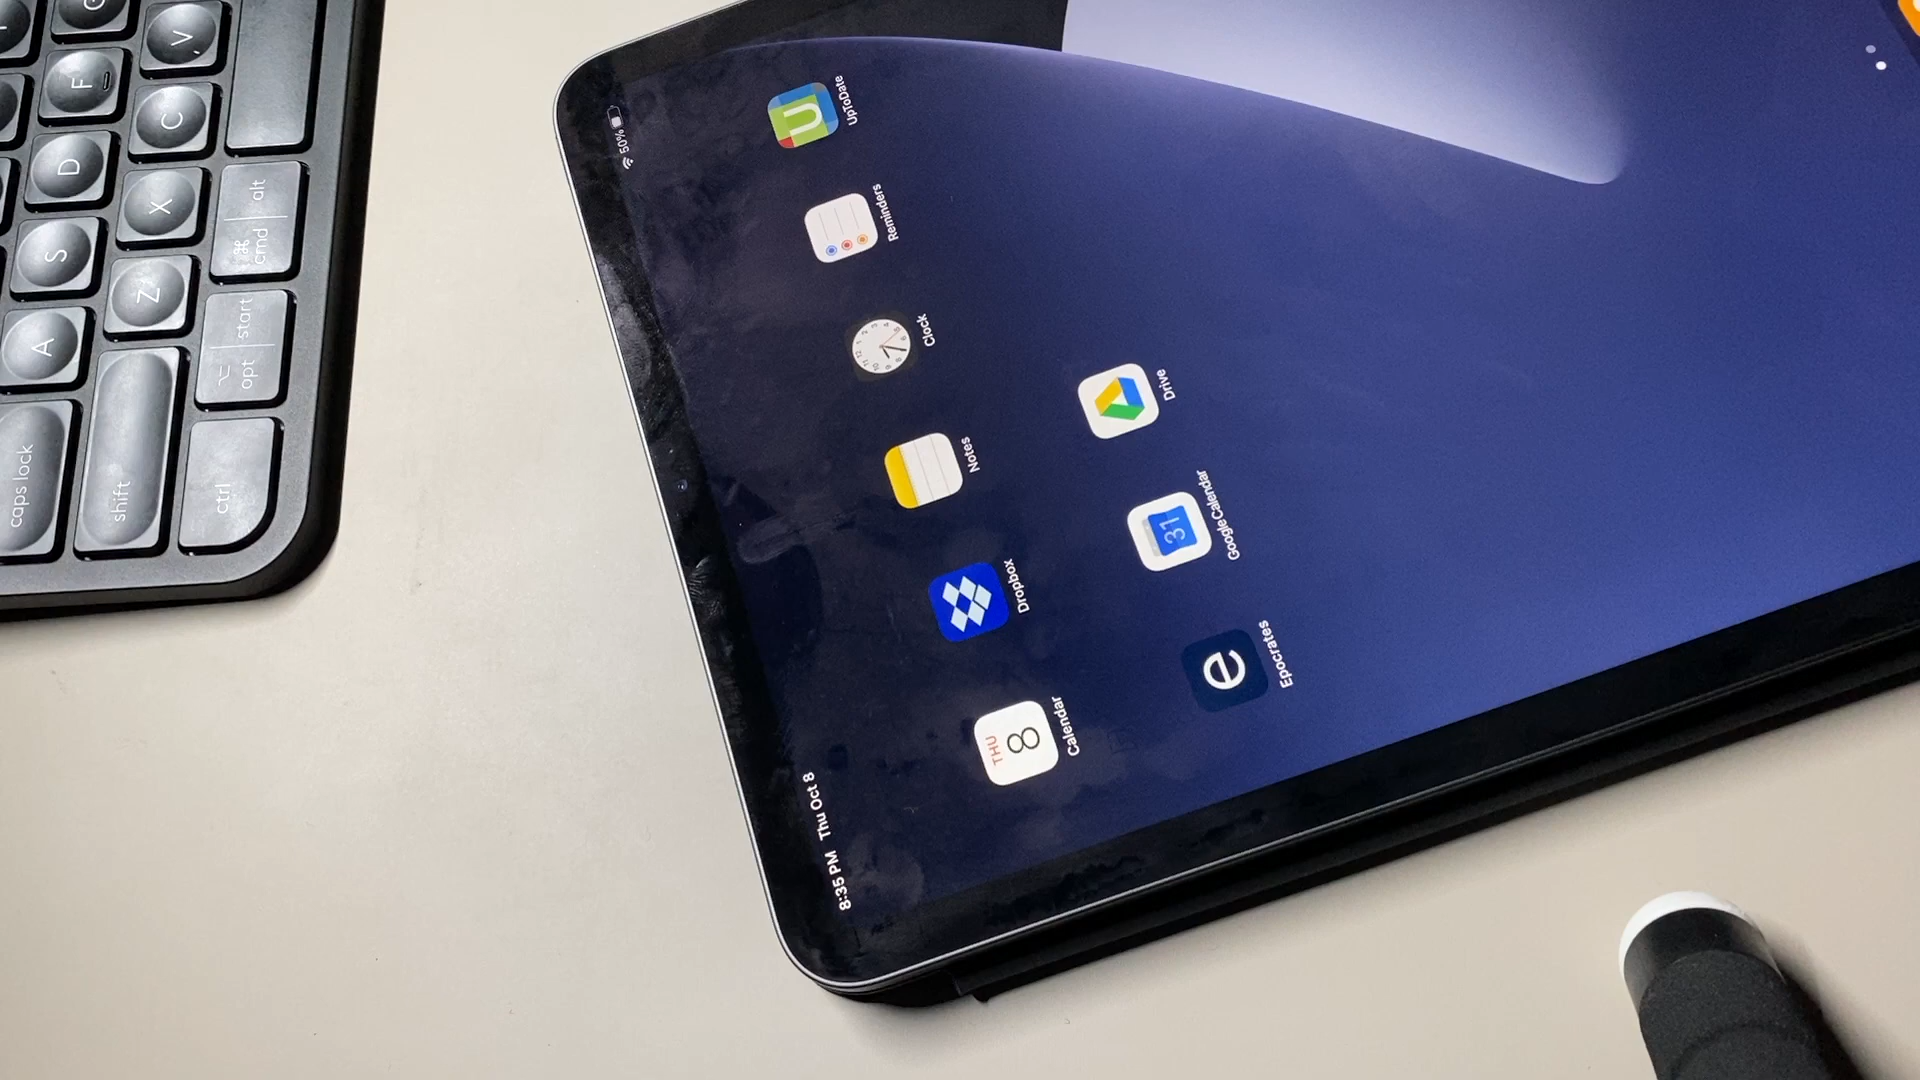 8:35 PM Thu Oct 8
50%
THU
8
Calendar
Dropbox
Notes
Clock
Reminders
UpToDate
e
Epocrates
31
Google Calendar
Drive
U
F
V
D
C
S
X
⌘ cmd
alt
A
Z
⌥ opt
start
caps lock
shift
ctrl